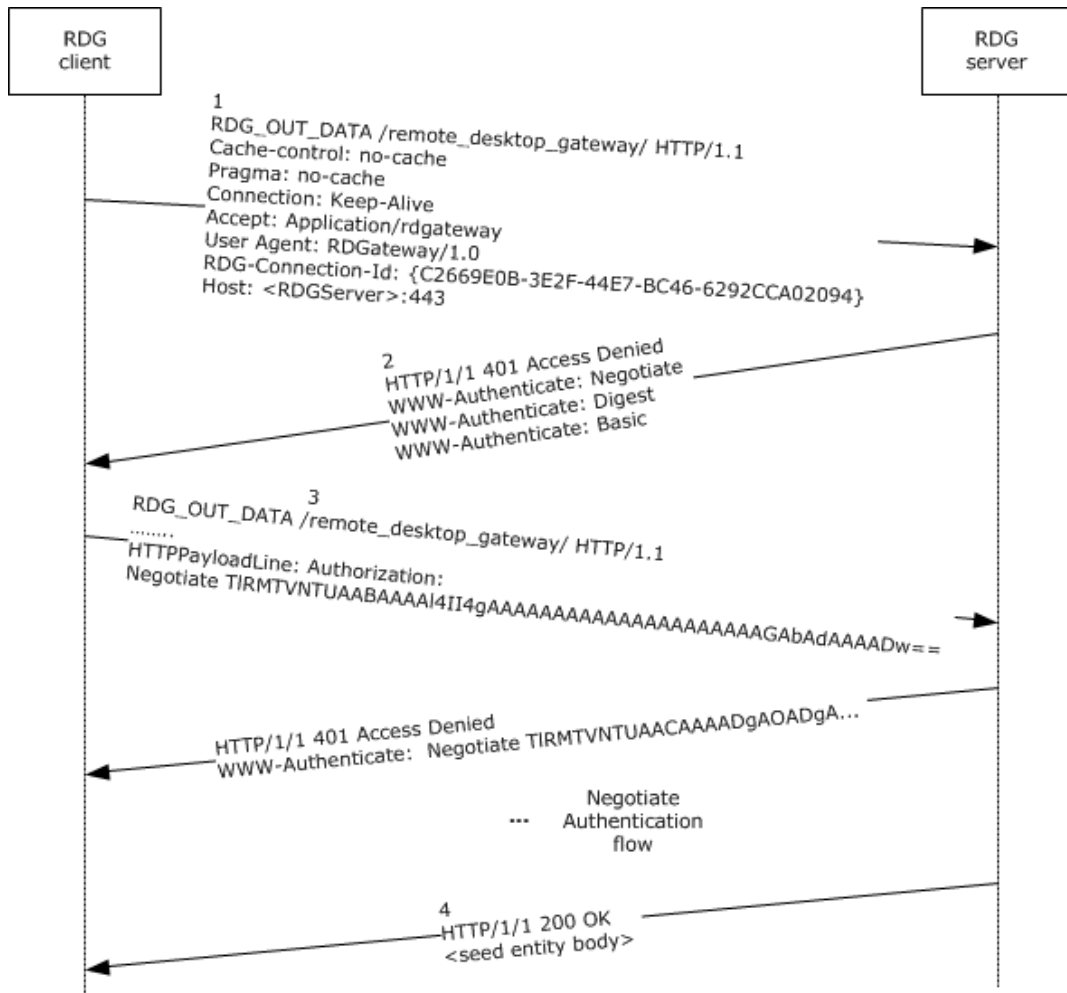 RDG
client
RDG
server
1
RDG_OUT_DATA /remote_desktop_gateway/ HTTP/1.1
Cache-control: no-cache
Pragma: no-cache
Connection: Keep-Alive
Accept: Application/rdgateway
User Agent: RDGateway/1.0
RDG-Connection-Id: {C2669E0B-3E2F-44E7-BC46-6292CCA02094}
Host: <RDGServer>:443
2
HTTP/1/1 401 Access Denied
WWW-Authenticate: Negotiate
WWW-Authenticate: Digest
WWW-Authenticate: Basic
3
RDG_OUT_DATA /remote_desktop_gateway/ HTTP/1.1
........
HTTPPayloadLine: Authorization:
Negotiate TlRMTVNTUAABAAAAl4II4gAAAAAAAAAAAAAAAAAAAAAGAbAdAAAADw==
HTTP/1/1 401 Access Denied
WWW-Authenticate: Negotiate TlRMTVNTUAACAAAADgAOADgA...
...
Negotiate
Authentication
flow
4
HTTP/1/1 200 OK
<seed entity body>